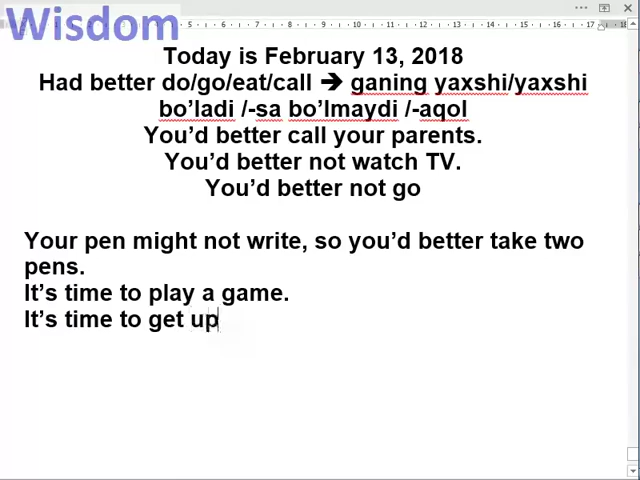 Wisdom
Today is February 13, 2018
Had better do/go/eat/call ➔ ganing yaxshi/yaxshi
bo’ladi /-sa bo’lmaydi /-aqol
You’d better call your parents.
You’d better not watch TV.
You’d better not go
Your pen might not write, so you’d better take two
pens.
It’s time to play a game.
It’s time to get up